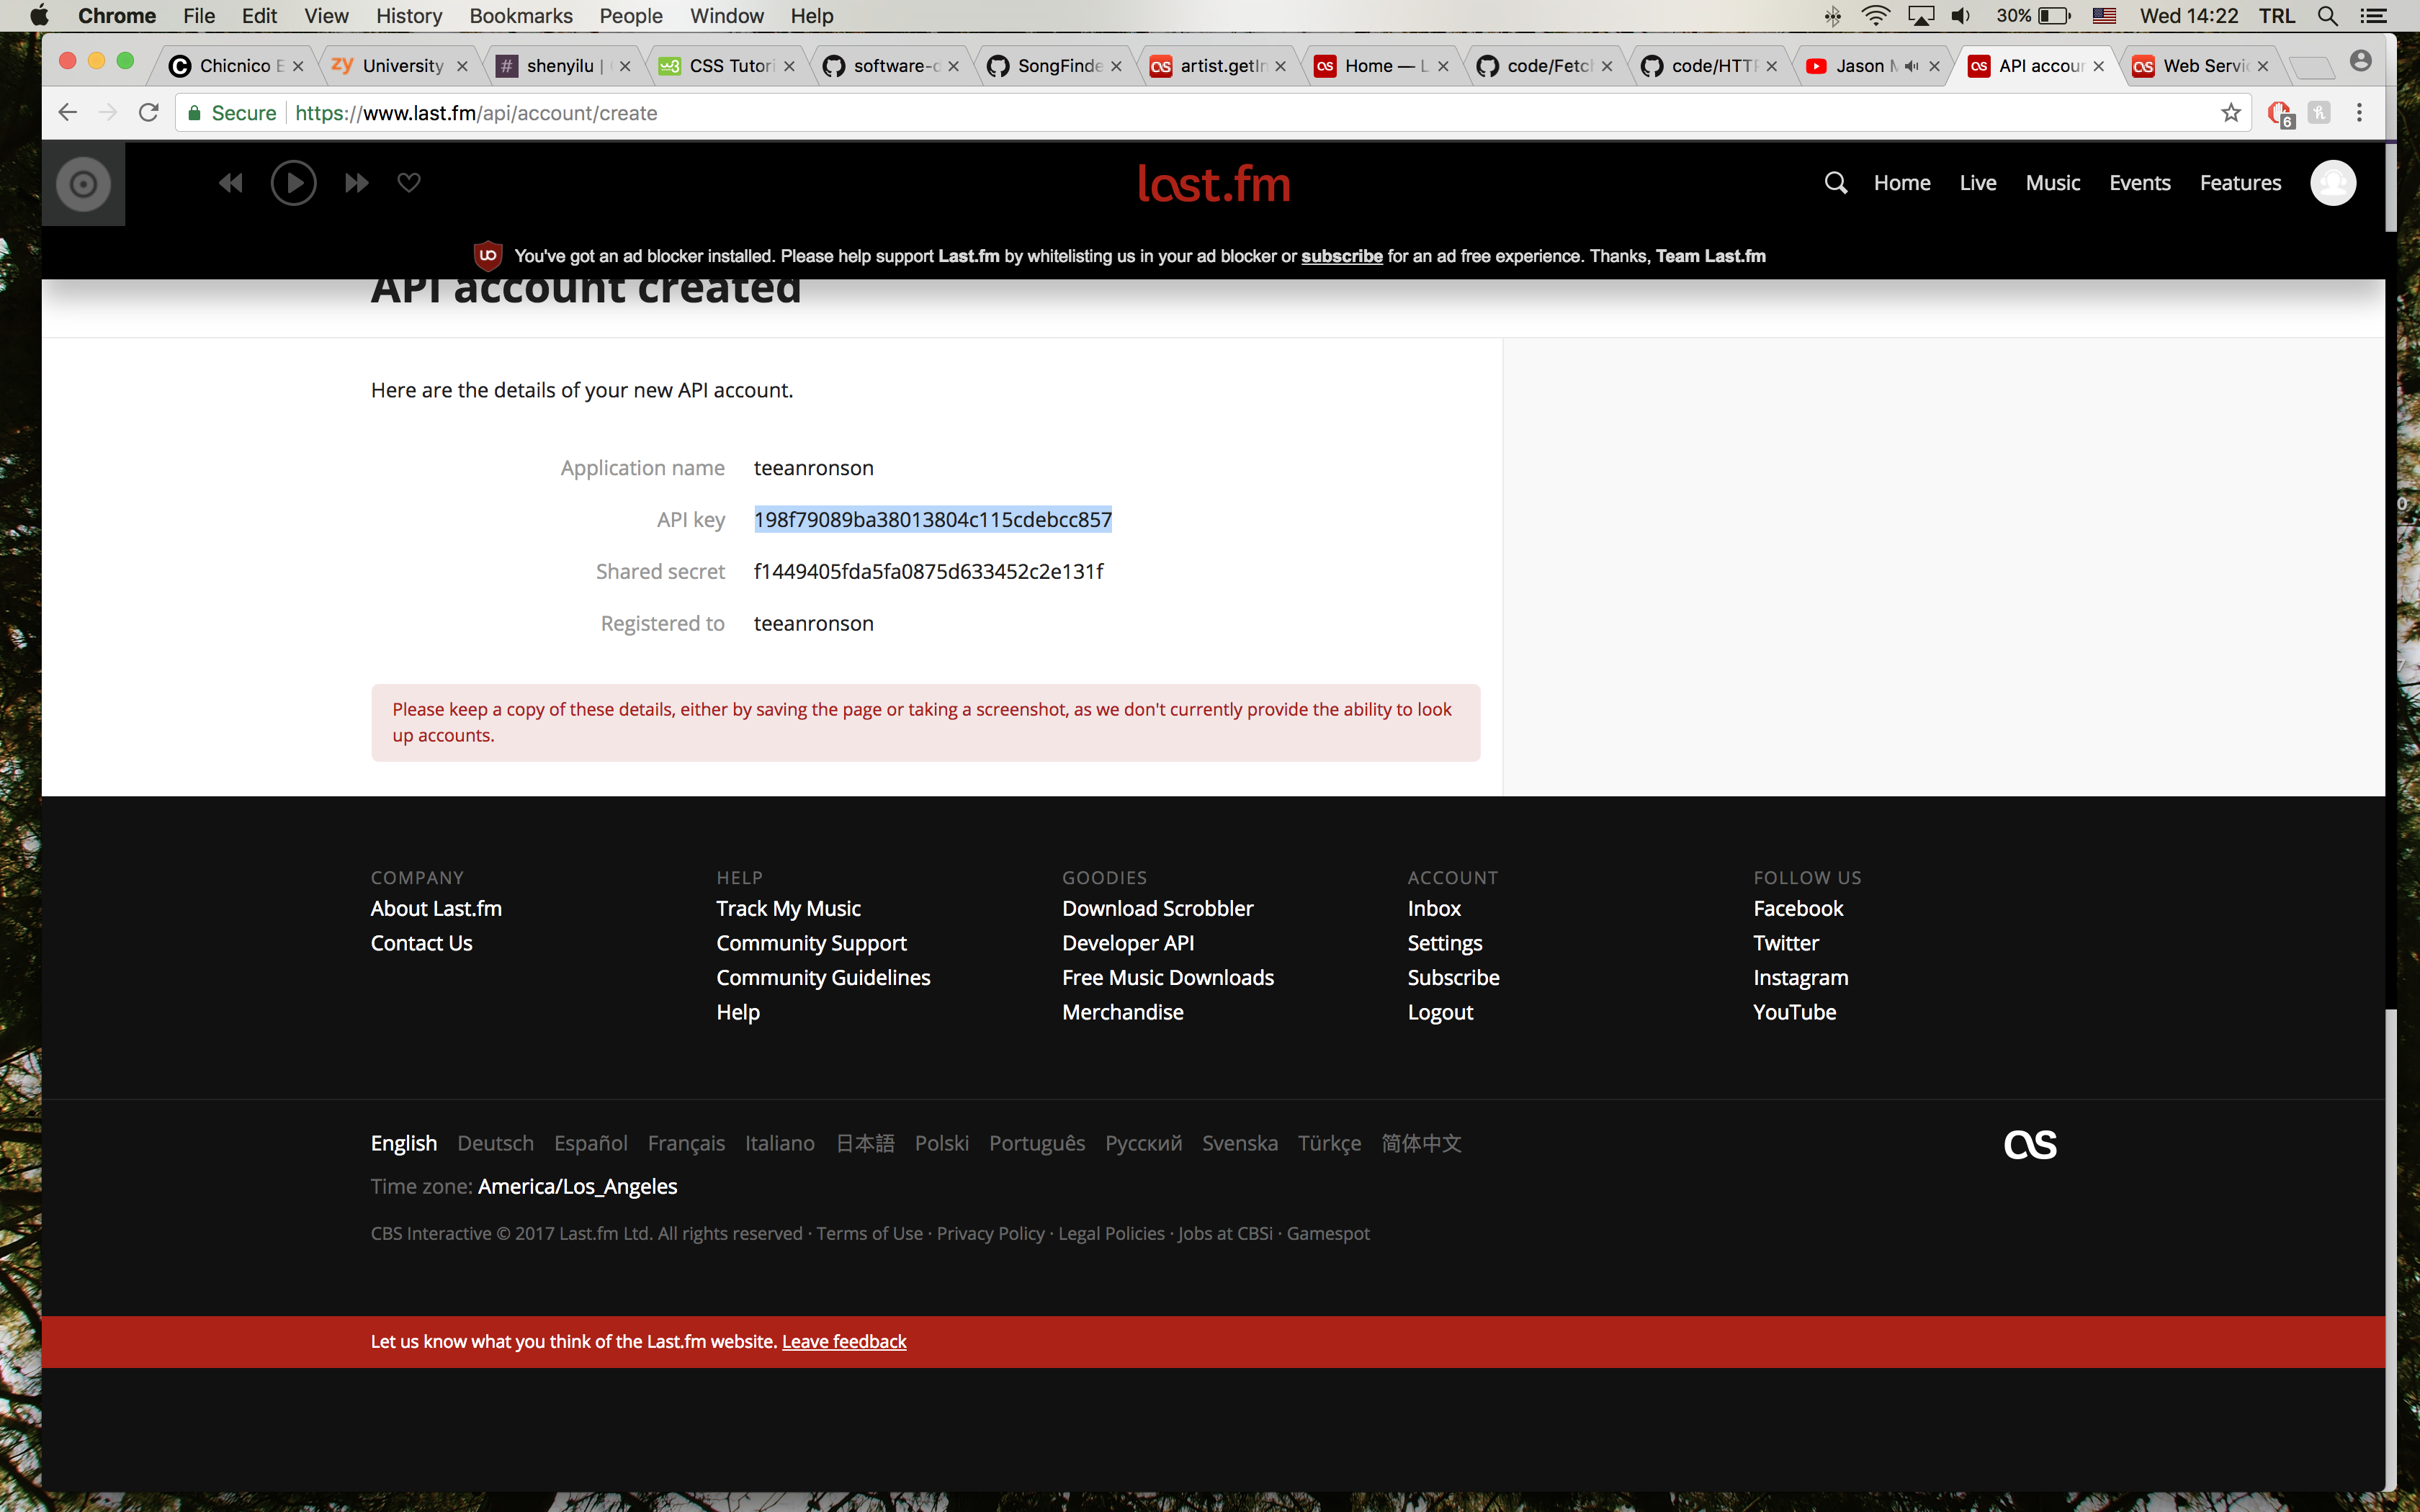 Chrome File Edit View History Bookmarks People Window Help 30% Wed 14:22 TRL
Chicnico E zy University # shenyilu | w3 CSS Tutori software-d SongFinde artist.getIn Home — L code/Fetch code/HTTP Jason M API accoun Web Servic
Secure https://www.last.fm/api/account/create 6
last.fm Home Live Music Events Features
You've got an ad blocker installed. Please help support Last.fm by whitelisting us in your ad blocker or subscribe for an ad free experience. Thanks, Team Last.fm
API account created
Here are the details of your new API account.
Application name teeanronson
API key 198f79089ba38013804c115cdebcc857
Shared secret f1449405fda5fa0875d633452c2e131f
Registered to teeanronson
Please keep a copy of these details, either by saving the page or taking a screenshot, as we don't currently provide the ability to look
up accounts.
COMPANY HELP GOODIES ACCOUNT FOLLOW US
About Last.fm Track My Music Download Scrobbler Inbox Facebook
Contact Us Community Support Developer API Settings Twitter
Community Guidelines Free Music Downloads Subscribe Instagram
Help Merchandise Logout YouTube
English Deutsch Español Français Italiano 日本語 Polski Português Русский Svenska Türkçe 简体中文
Time zone: America/Los_Angeles
CBS Interactive © 2017 Last.fm Ltd. All rights reserved · Terms of Use · Privacy Policy · Legal Policies · Jobs at CBSi · Gamespot
Let us know what you think of the Last.fm website. Leave feedback